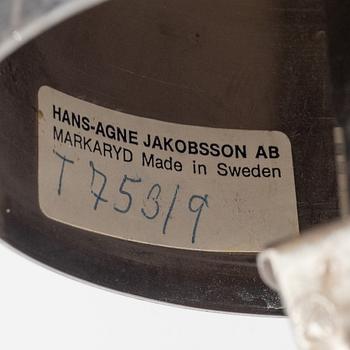 HANS-AGNE JAKOBSSON AB
MARKARYD Made in Sweden
T 753/9